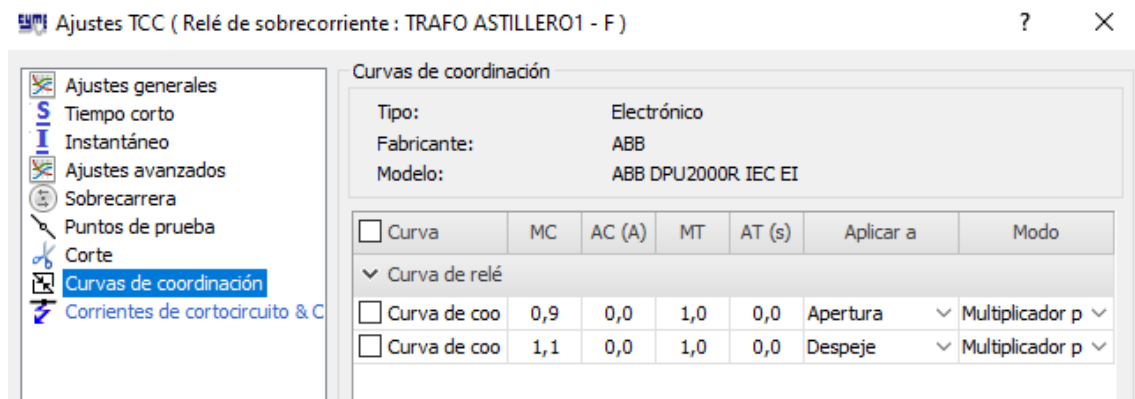 Ajustes TCC ( Relé de sobrecorriente : TRAFO ASTILLERO1 - F )
?
Ajustes generales
S Tiempo corto
I Instantáneo
Ajustes avanzados
Sobrecarrera
Puntos de prueba
Corte
Curvas de coordinación
Corrientes de cortocircuito & C
Curvas de coordinación
Tipo: Electrónico
Fabricante: ABB
Modelo: ABB DPU2000R IEC EI
Curva MC AC (A) MT AT (s) Aplicar a Modo
Curva de relé
Curva de coo 0,9 0,0 1,0 0,0 Apertura Multiplicador p
Curva de coo 1,1 0,0 1,0 0,0 Despeje Multiplicador p